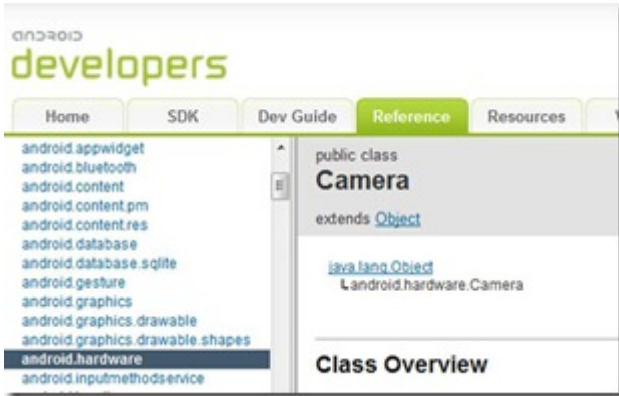 android
developers
Home SDK Dev Guide Reference Resources
android.appwidget
android.bluetooth
android.content
android.content.pm
android.content.res
android.database
android.database.sqlite
android.gesture
android.graphics
android.graphics.drawable
android.graphics.drawable.shapes
android.hardware
android.inputmethodservice
public class
Camera
extends Object
java.lang.Object
android.hardware.Camera
Class Overview